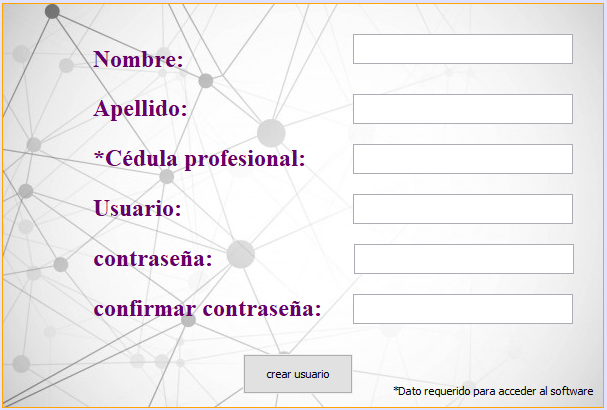 Nombre:
Apellido:
*Cédula profesional:
Usuario:
contraseña:
confirmar contraseña:
crear usuario
*Dato requerido para acceder al software